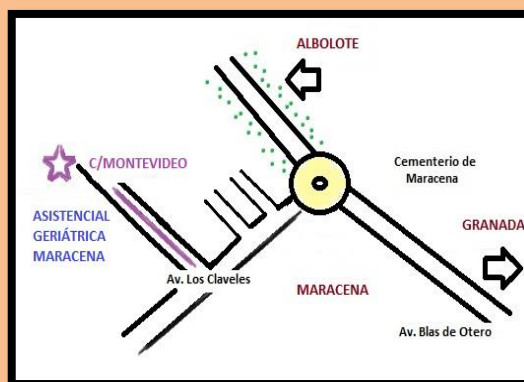 ALBOLOTE
C/MONTEVIDEO
Cementerio de
Maracena
ASISTENCIAL
GERIÁTRICA
MARACENA
GRANADA
Av. Los Claveles
MARACENA
Av. Blas de Otero